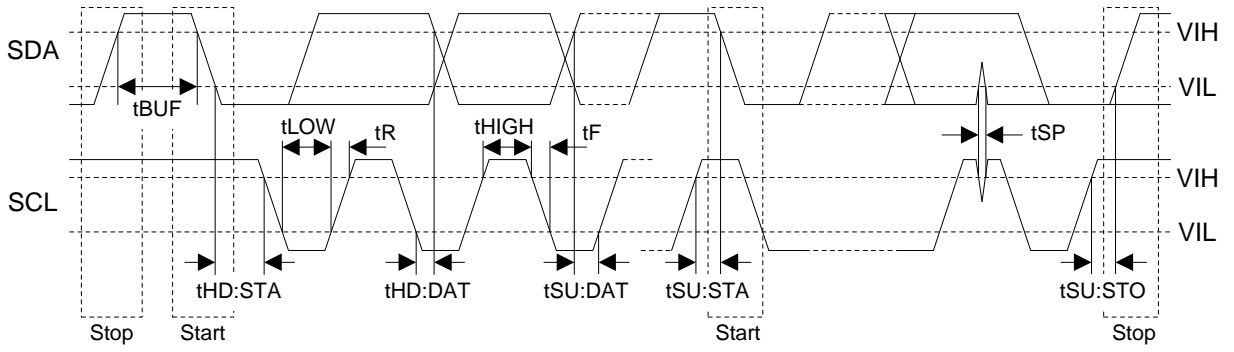 SDA
VIH
VIL
tBUF
tLOW
tR
tHIGH
tF
tSP
SCL
VIH
VIL
tHD:STA
tHD:DAT
tSU:DAT
tSU:STA
tSU:STO
Stop
Start
Start
Stop